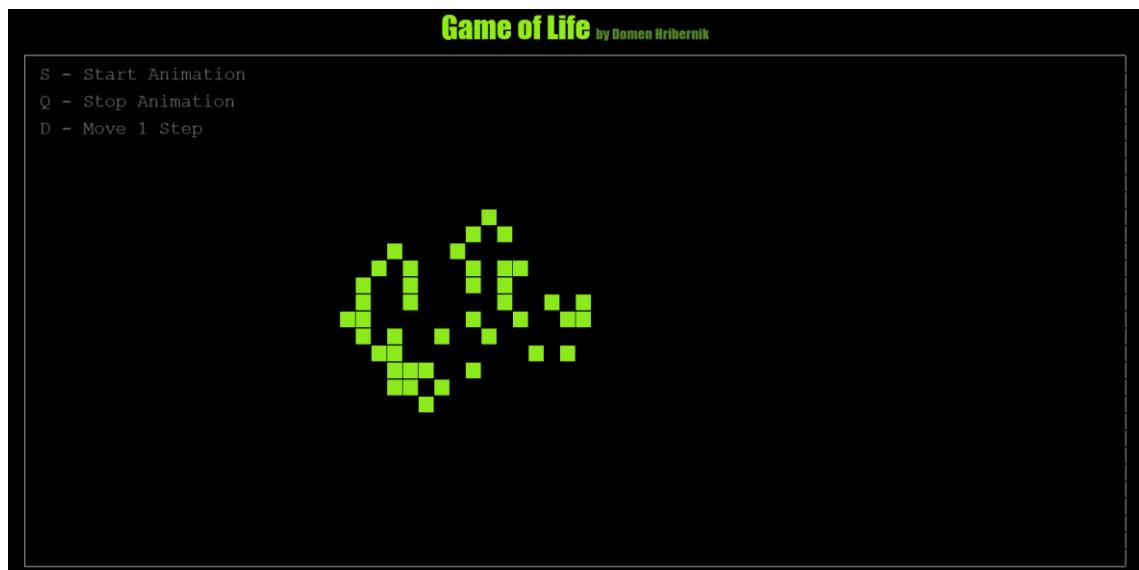 Game of Life by Domen Hribernik
S - Start Animation
Q - Stop Animation
D - Move 1 Step